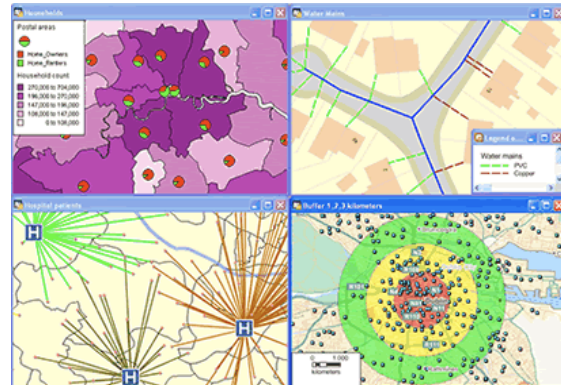 Households
Postal areas
Home_Owners
Home_Renters
Household count
270,000 to 704,000
196,000 to 270,000
147,000 to 196,000
109,000 to 147,000
0 to 109,000
Water Mains
Legend o...
Water mains
PVC
Copper
Hospital patients
H
H
H
Buffer 1,2,3 kilometers
0 1.000
kilometers